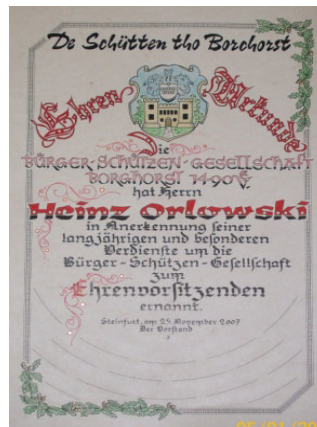 De Schütten tho Borchorst
Ehren Urkunde
Die
BÜRGER-SCHÜTZEN-GESELLSCHAFT
BORGHORST 1490 E.V.
hat Herrn
Heinz Orlowski
in Anerkennung seiner
langjährigen und besonderen
Verdienste um die
Bürger-Schützen-Gesellschaft
zum
Ehrenvorsitzenden
ernannt.
Steinfurt, am 25. November 2007
Der Vorstand